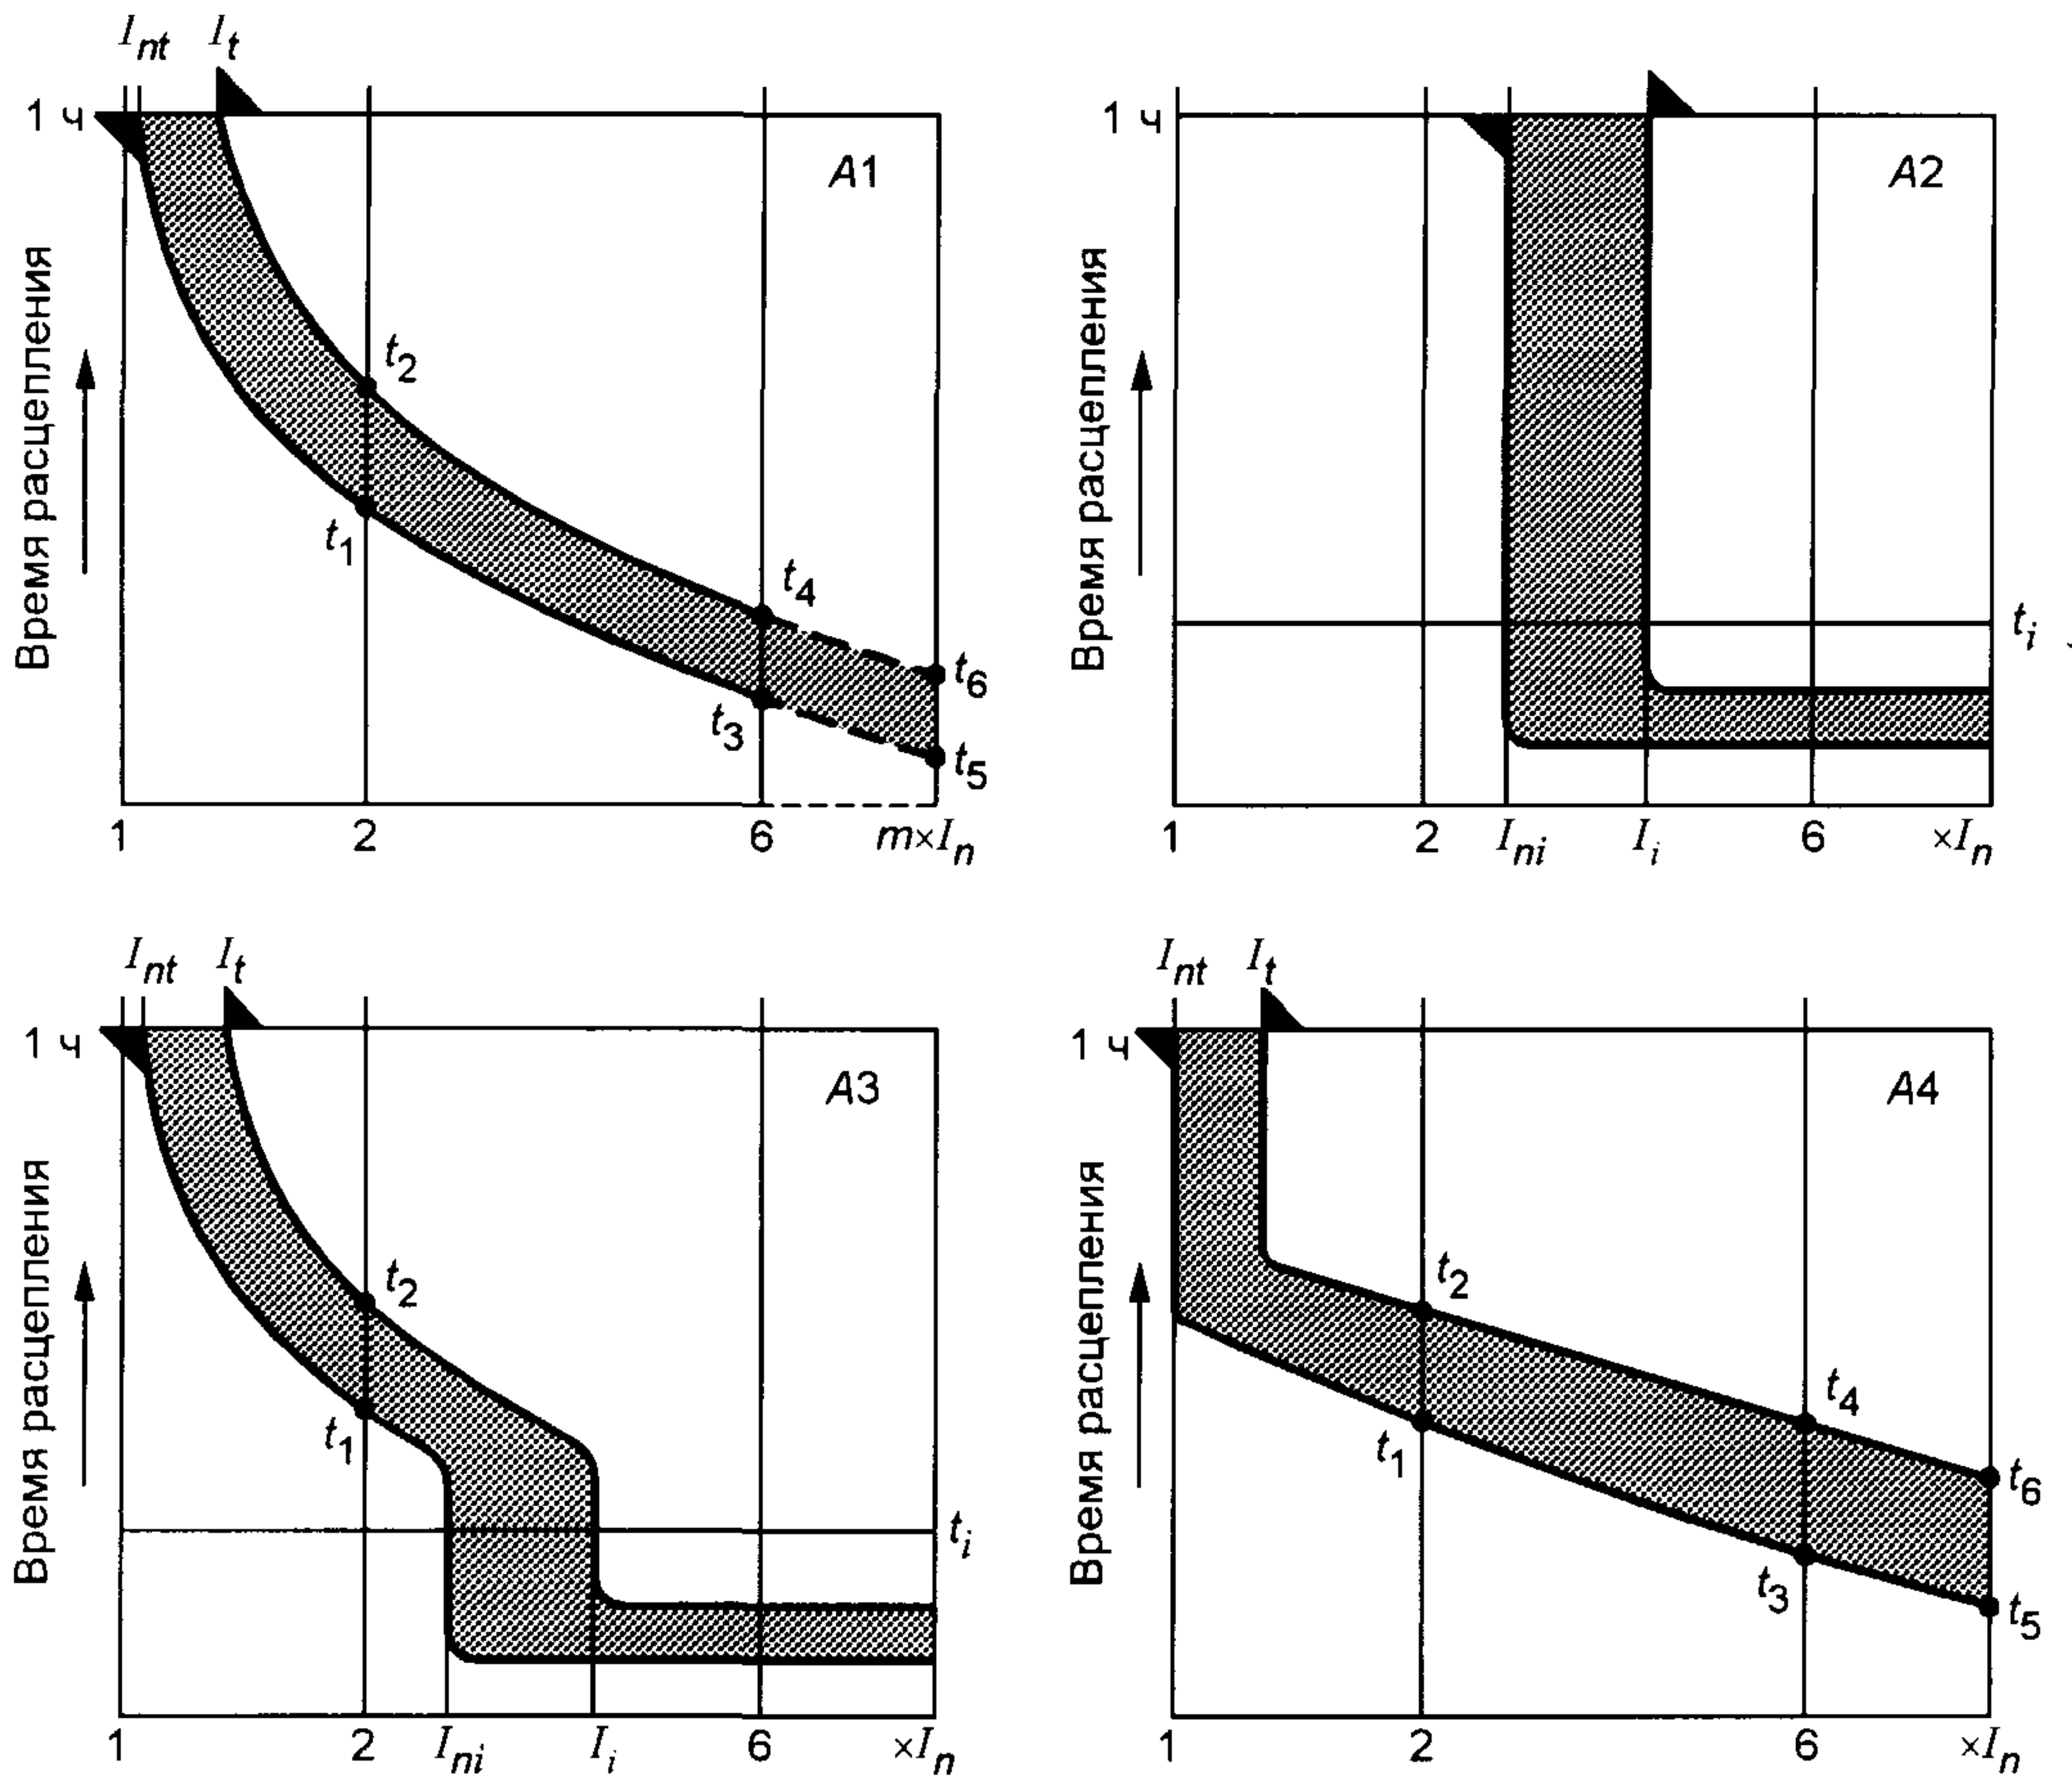 I_nt I_t
1 ч
A1
Время расцепления
t_2
t_1
t_4
t_3
t_6
t_5
1 2 6 m×I_n
1 ч
A2
Время расцепления
t_i
1 2 I_ni I_i 6 ×I_n
I_nt I_t
1 ч
A3
Время расцепления
t_2
t_1
t_i
1 2 I_ni I_i 6 ×I_n
I_nt I_t
1 ч
A4
Время расцепления
t_2
t_1
t_4
t_3
t_6
t_5
1 2 6 ×I_n